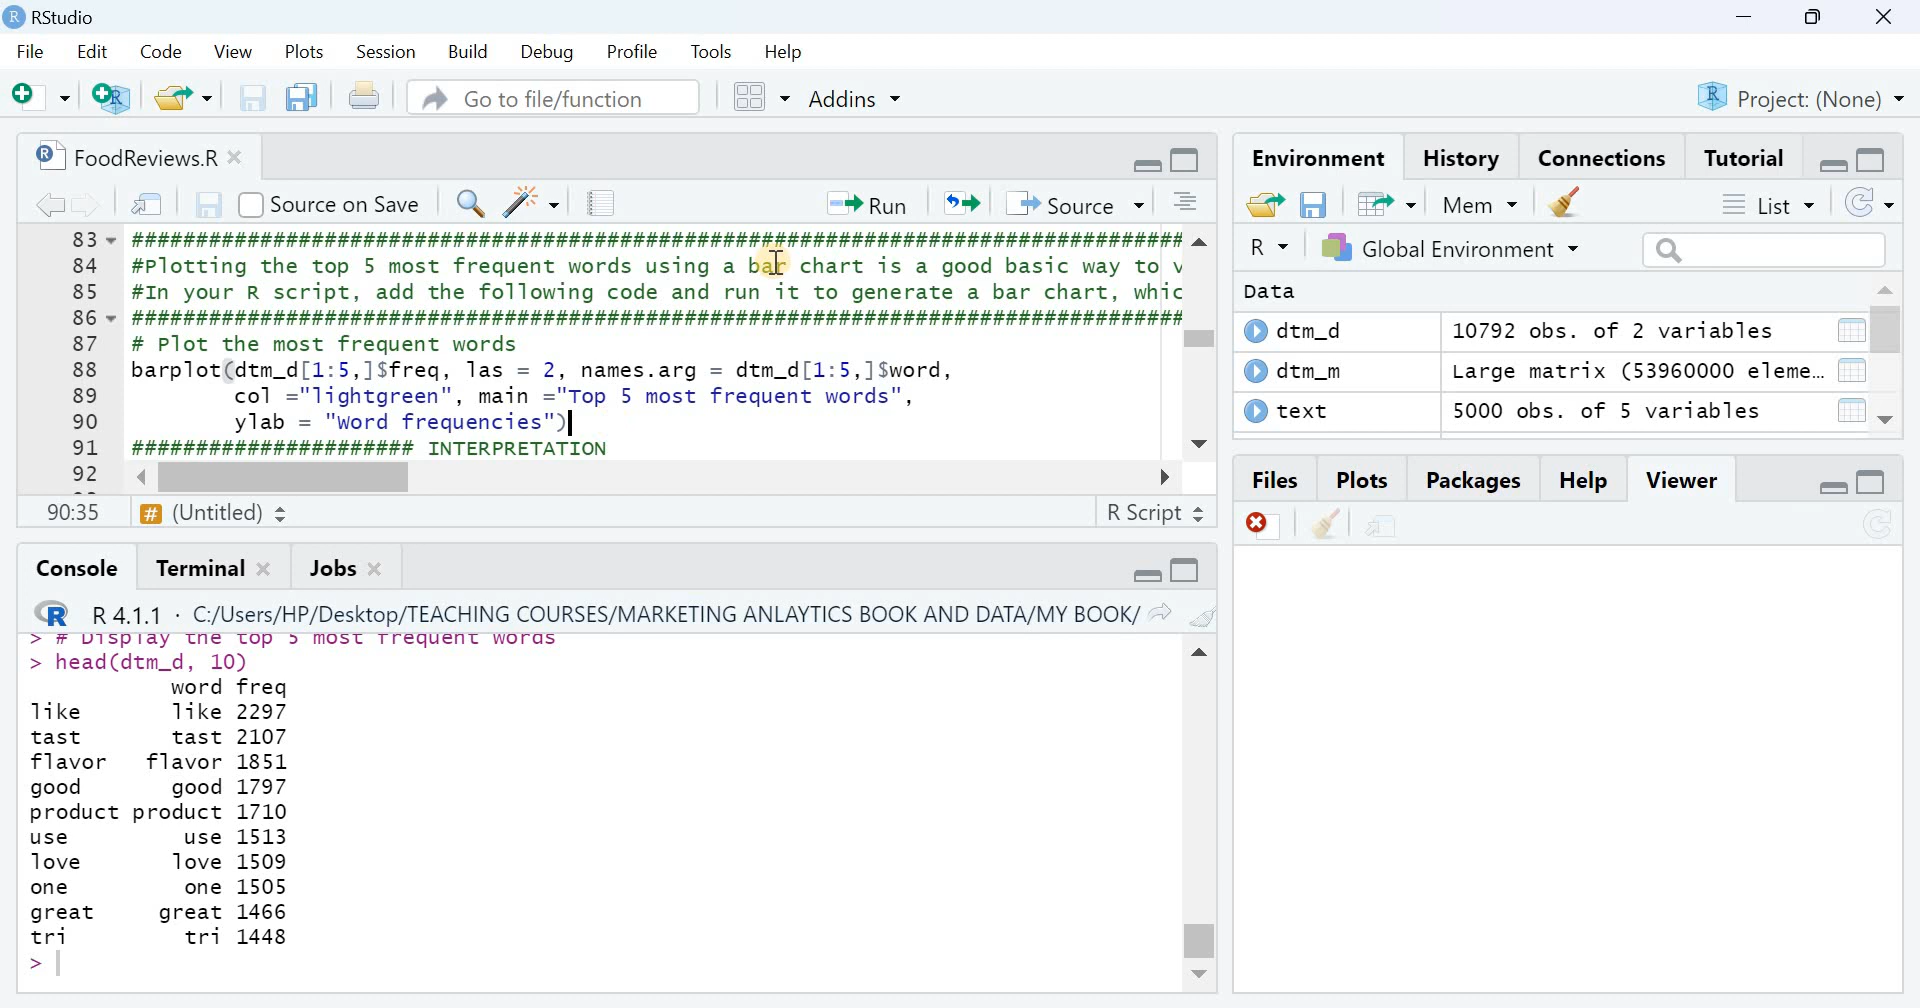 RStudio
File Edit Code View Plots Session Build Debug Profile Tools Help
Go to file/function Addins Project: (None)
FoodReviews.R
Source on Save Run Source
83 ##################################################################################
84 #Plotting the top 5 most frequent words using a bar chart is a good basic way to v
85 #In your R script, add the following code and run it to generate a bar chart, whic
86 ##################################################################################
87 # Plot the most frequent words
88 barplot(dtm_d[1:5,]$freq, las = 2, names.arg = dtm_d[1:5,]$word,
89 col ="lightgreen", main ="Top 5 most frequent words",
90 ylab = "Word frequencies")
91 ###################### INTERPRETATION
92
90:35 # (Untitled) R Script
Console Terminal Jobs
R 4.1.1 · C:/Users/HP/Desktop/TEACHING COURSES/MARKETING ANLAYTICS BOOK AND DATA/MY BOOK/
> # Display the top 5 most frequent words
> head(dtm_d, 10)
word freq
like like 2297
tast tast 2107
flavor flavor 1851
good good 1797
product product 1710
use use 1513
love love 1509
one one 1505
great great 1466
tri tri 1448
>
Environment History Connections Tutorial
Mem List
R Global Environment
Data
dtm_d 10792 obs. of 2 variables
dtm_m Large matrix (53960000 eleme...
text 5000 obs. of 5 variables
Files Plots Packages Help Viewer